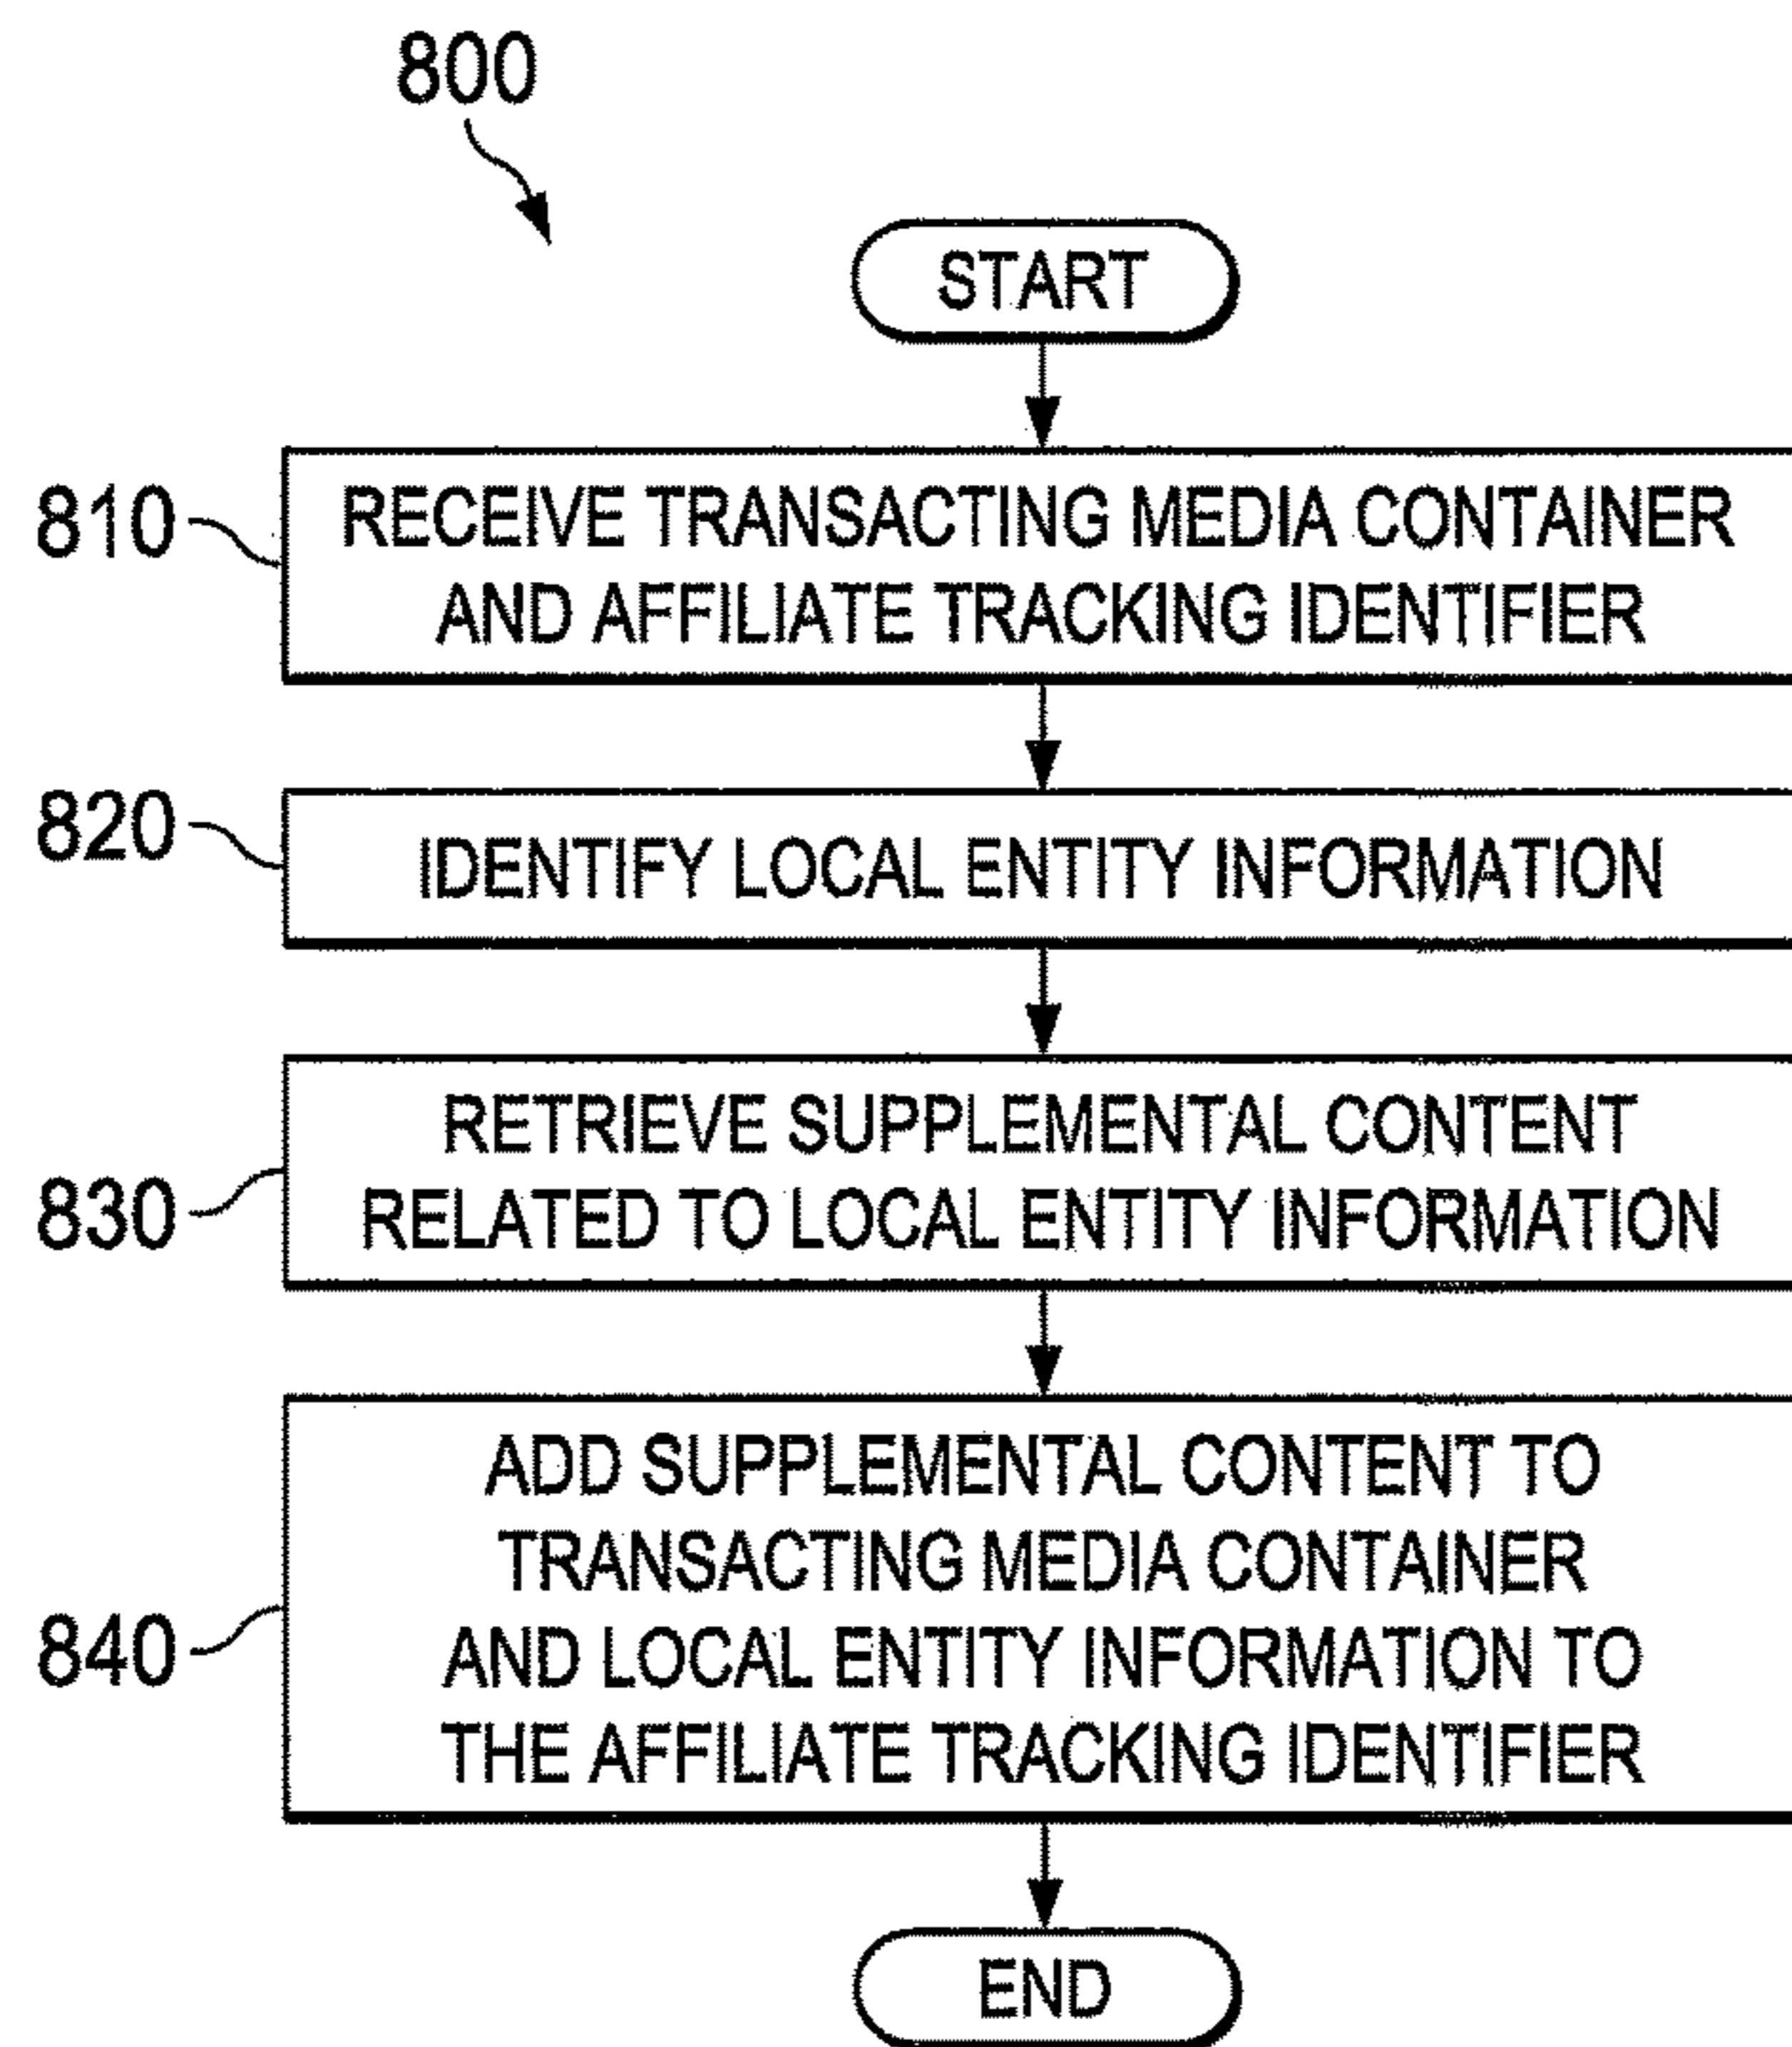 800
START
810
RECEIVE TRANSACTING MEDIA CONTAINER
AND AFFILIATE TRACKING IDENTIFIER
820
IDENTIFY LOCAL ENTITY INFORMATION
830
RETRIEVE SUPPLEMENTAL CONTENT
RELATED TO LOCAL ENTITY INFORMATION
840
ADD SUPPLEMENTAL CONTENT TO
TRANSACTING MEDIA CONTAINER
AND LOCAL ENTITY INFORMATION TO
THE AFFILIATE TRACKING IDENTIFIER
END